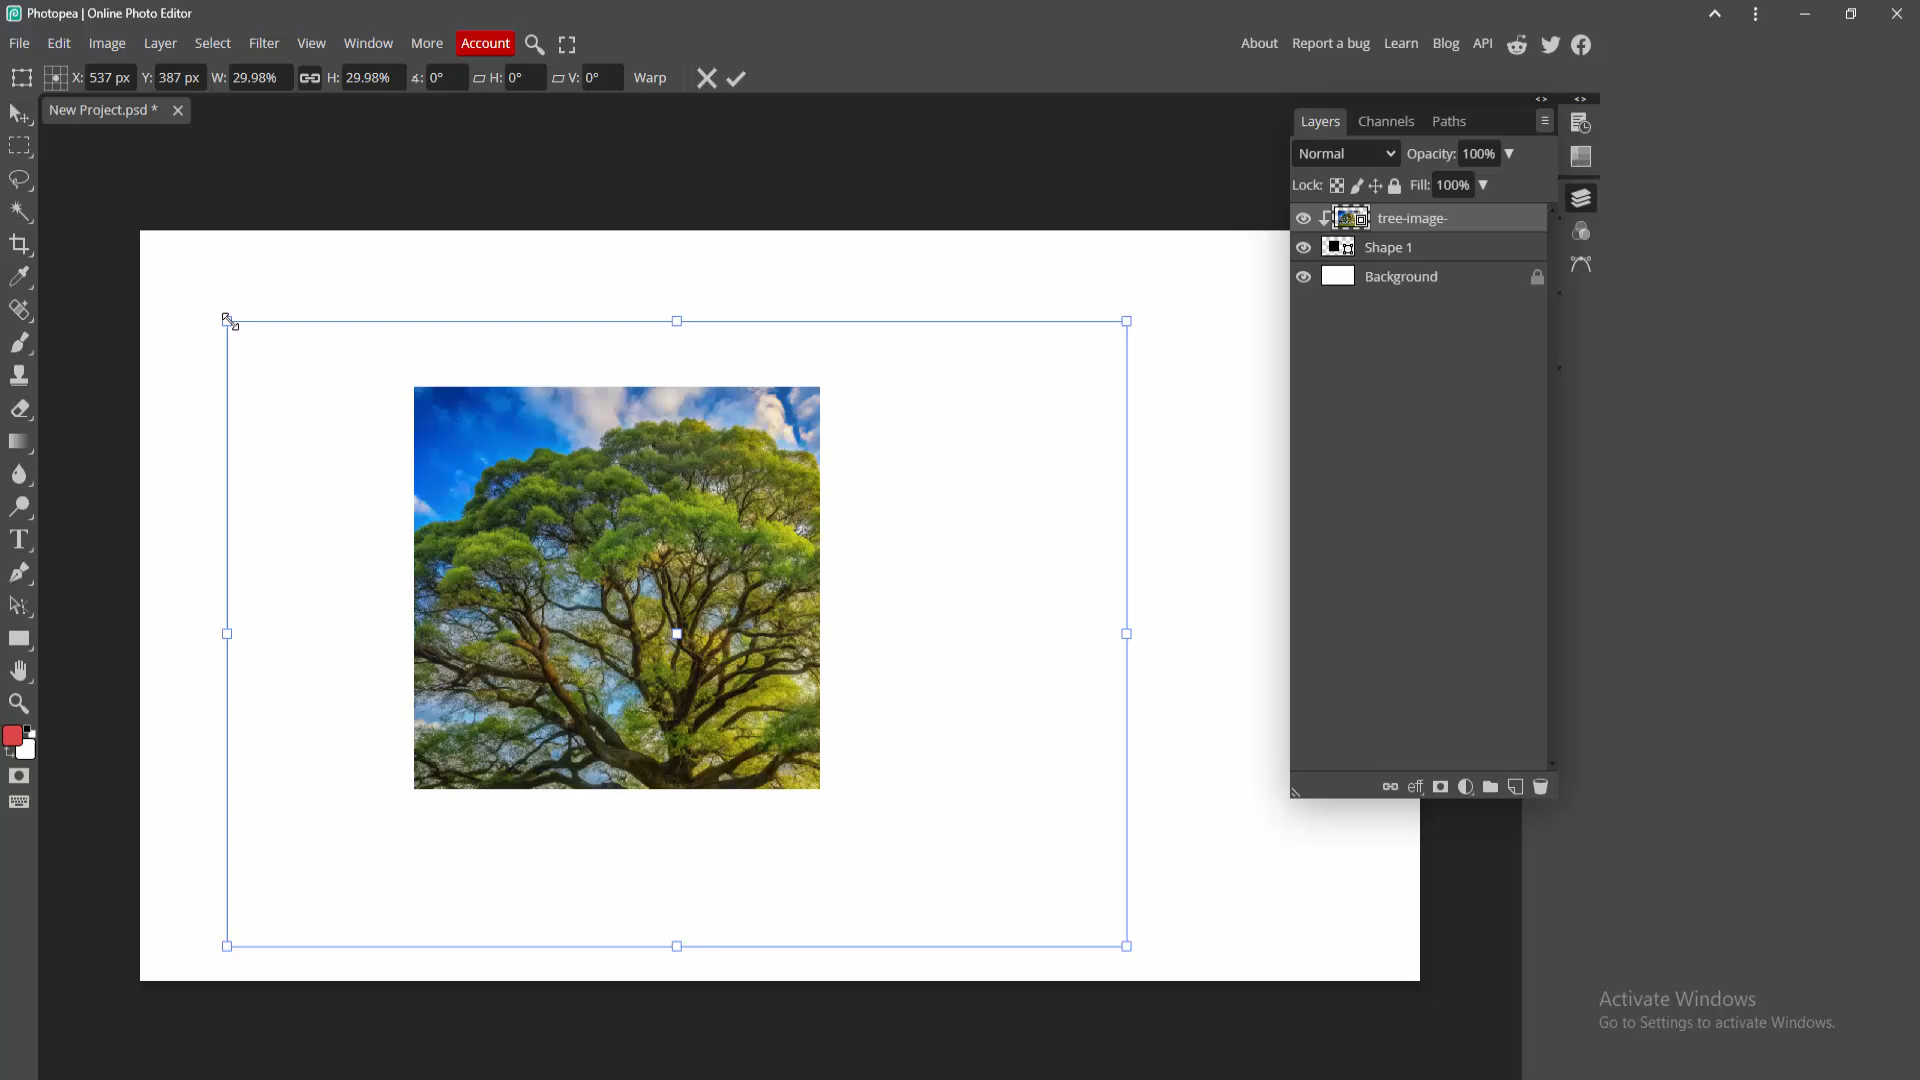 Photopea | Online Photo Editor
File Edit Image Layer Select Filter View Window More Account About Report a bug Learn Blog API
X: 537 px Y: 387 px W: 29.98% H: 29.98% ∡: 0° H: 0° V: 0° Warp
New Project.psd *
Layers Channels Paths
Normal Opacity: 100%
Lock: Fill: 100%
tree-image-
Shape 1
Background
eff
Activate Windows
Go to Settings to activate Windows.